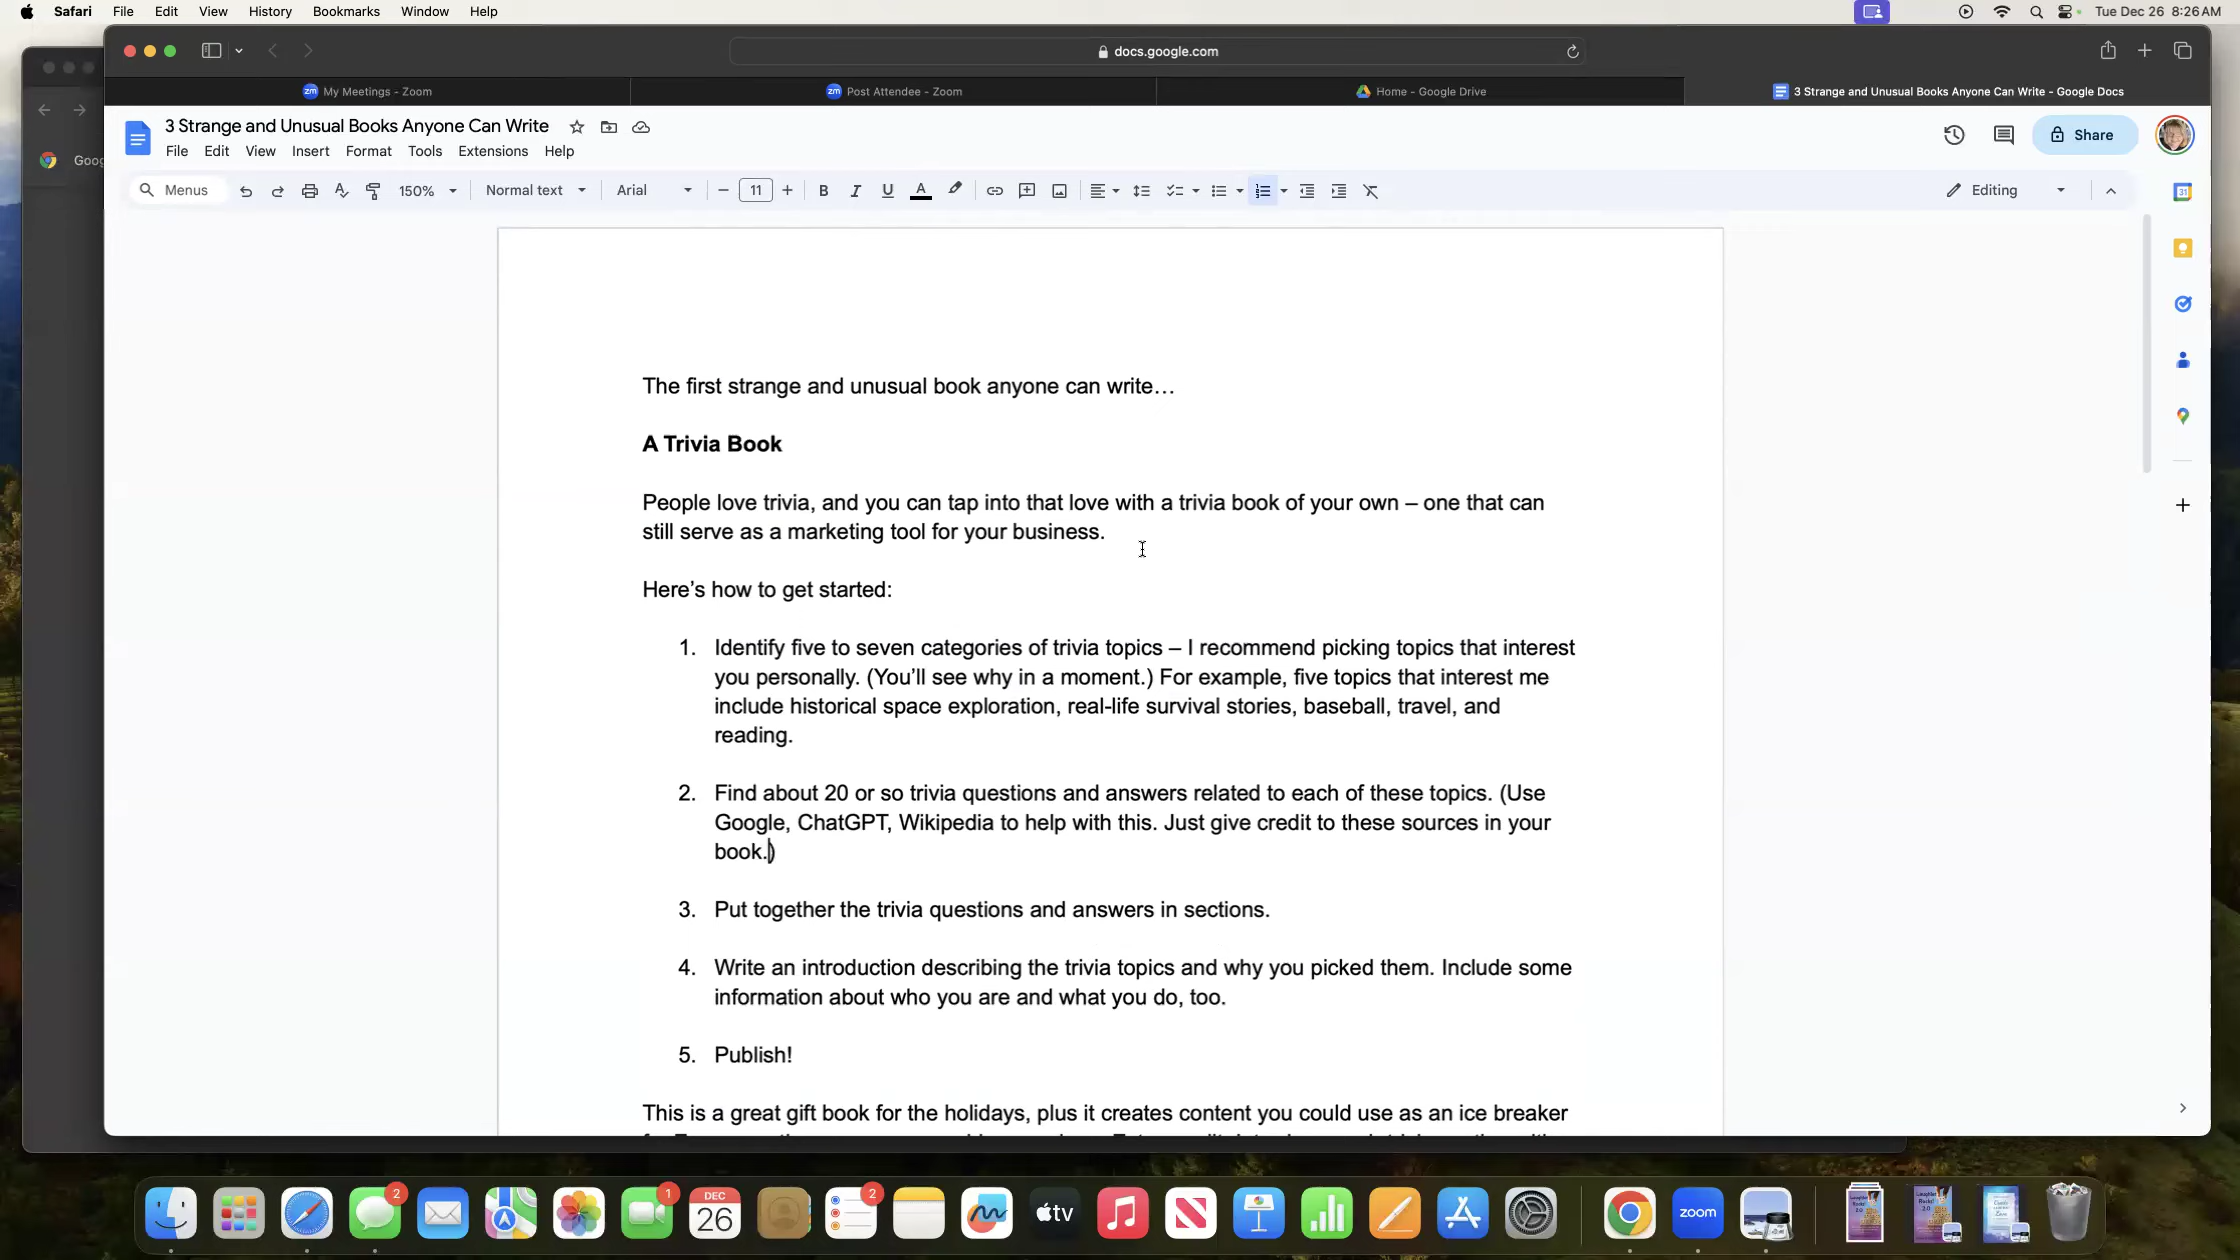 Safari File Edit View History Bookmarks Window Help Tue Dec 26 8:26 AM
docs.google.com
My Meetings - Zoom Post Attendee - Zoom Home - Google Drive 3 Strange and Unusual Books Anyone Can Write - Google Docs
3 Strange and Unusual Books Anyone Can Write
Share
File Edit View Insert Format Tools Extensions Help
Goog
Menus 150% Normal text Arial 11 Editing
The first strange and unusual book anyone can write…
A Trivia Book
People love trivia, and you can tap into that love with a trivia book of your own – one that can
still serve as a marketing tool for your business.
Here’s how to get started:
1. Identify five to seven categories of trivia topics – I recommend picking topics that interest
you personally. (You’ll see why in a moment.) For example, five topics that interest me
include historical space exploration, real-life survival stories, baseball, travel, and
reading.
2. Find about 20 or so trivia questions and answers related to each of these topics. (Use
Google, ChatGPT, Wikipedia to help with this. Just give credit to these sources in your
book.)
3. Put together the trivia questions and answers in sections.
4. Write an introduction describing the trivia topics and why you picked them. Include some
information about who you are and what you do, too.
5. Publish!
This is a great gift book for the holidays, plus it creates content you could use as an ice breaker
2 1 DEC 26 2 tv zoom